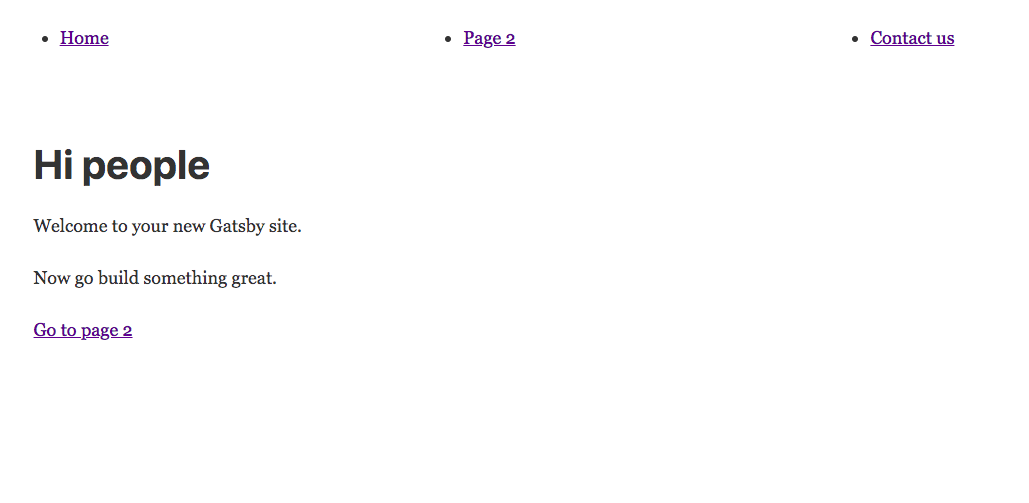 Home Page 2 Contact us
Hi people
Welcome to your new Gatsby site.
Now go build something great.
Go to page 2